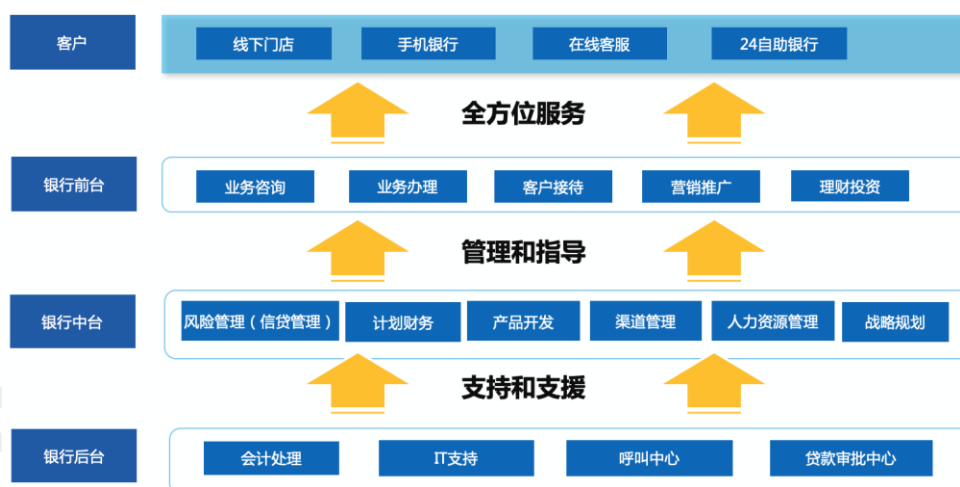 客户
线下门店 手机银行 在线客服 24自助银行
全方位服务
银行前台
业务咨询 业务办理 客户接待 营销推广 理财投资
管理和指导
银行中台
风险管理（信贷管理） 计划财务 产品开发 渠道管理 人力资源管理 战略规划
支持和支援
银行后台
会计处理 IT支持 呼叫中心 贷款审批中心